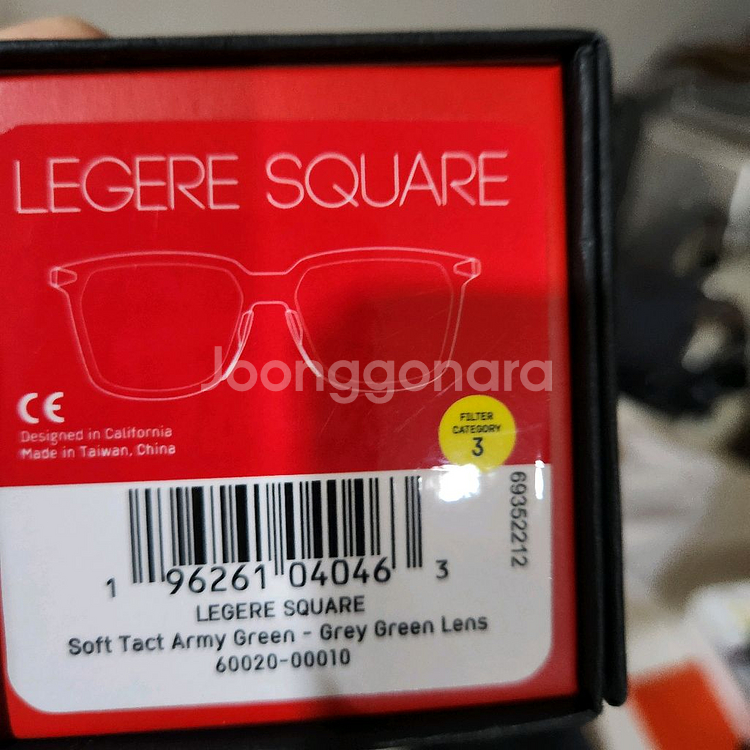 LEGERE SQUARE
Joonggonara
CE
Designed in California
Made in Taiwan, China
FILTER
CATEGORY
3
69352212
1 96261 04046 3
LEGERE SQUARE
Soft Tact Army Green - Grey Green Lens
60020-00010